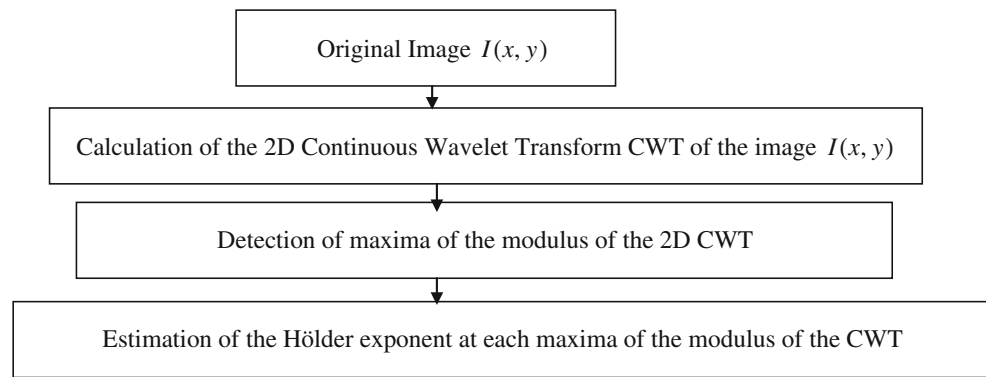 Original Image I(x, y)
Calculation of the 2D Continuous Wavelet Transform CWT of the image I(x, y)
Detection of maxima of the modulus of the 2D CWT
Estimation of the Hölder exponent at each maxima of the modulus of the CWT